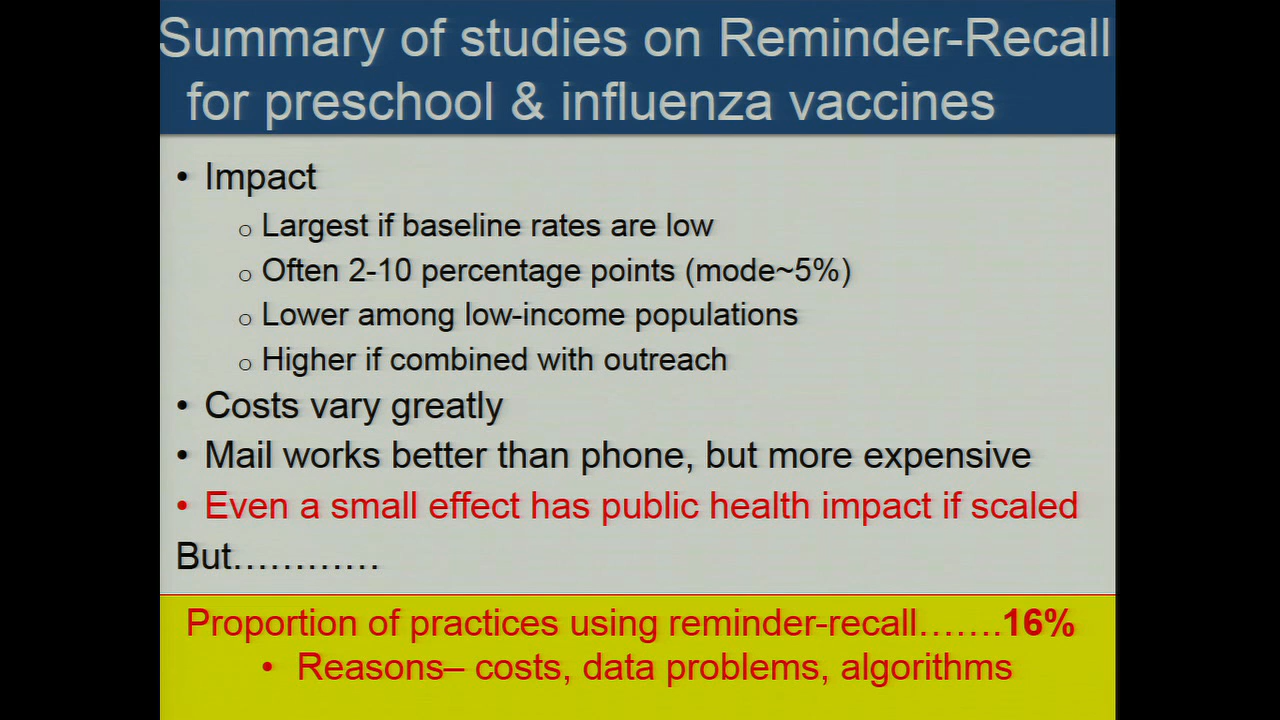 Summary of studies on Reminder-Recall
for preschool & influenza vaccines
• Impact
o Largest if baseline rates are low
o Often 2-10 percentage points (mode~5%)
o Lower among low-income populations
o Higher if combined with outreach
• Costs vary greatly
• Mail works better than phone, but more expensive
• Even a small effect has public health impact if scaled
But…………
Proportion of practices using reminder-recall…….16%
• Reasons– costs, data problems, algorithms